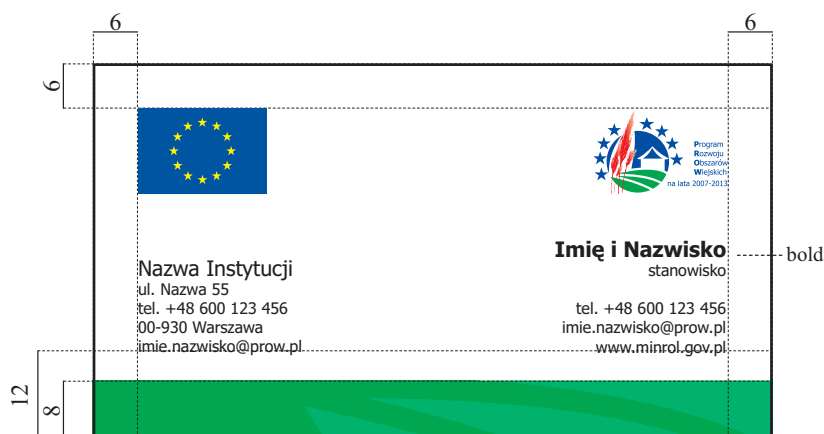 6
6
6
Program
Rozwoju
Obszarów
Wiejskich
na lata 2007-2013
Imię i Nazwisko
bold
stanowisko
Nazwa Instytucji
ul. Nazwa 55
tel. +48 600 123 456
00-930 Warszawa
imie.nazwisko@prow.pl
tel. +48 600 123 456
imie.nazwisko@prow.pl
www.minrol.gov.pl
12
8